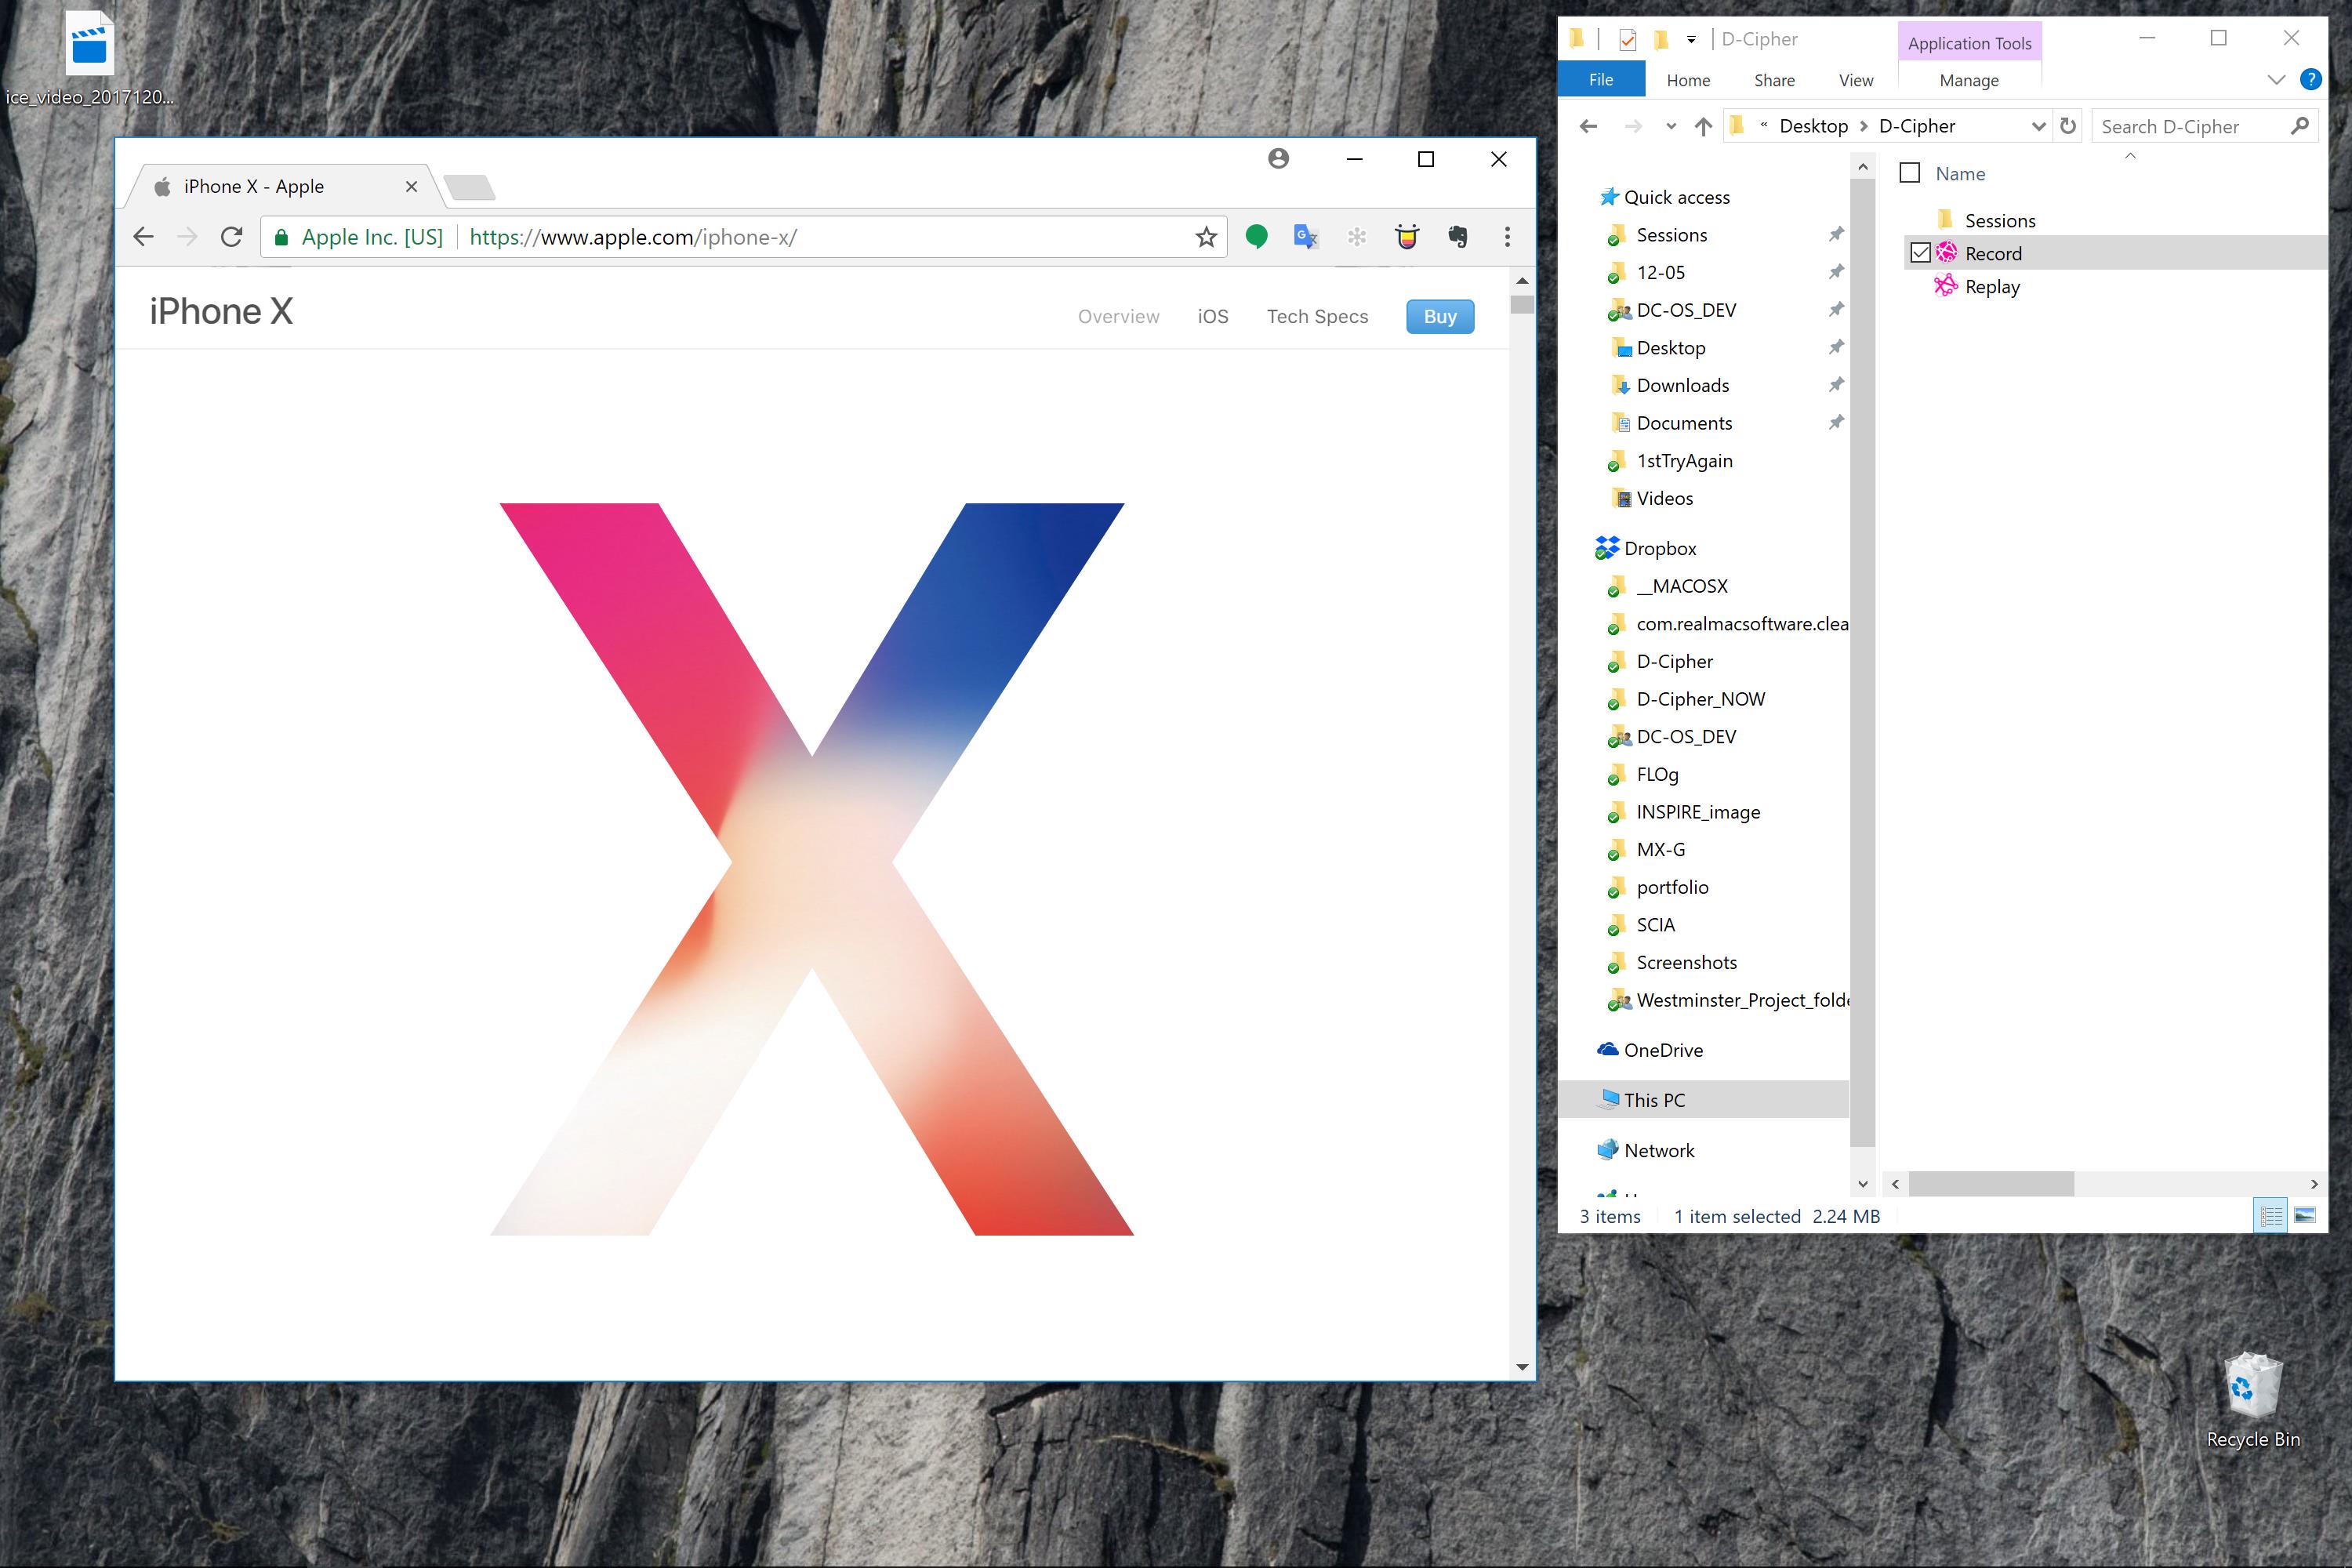 ice_video_2017120...
iPhone X - Apple
Apple Inc. [US]
https://www.apple.com/iphone-x/
iPhone X
Overview
iOS
Tech Specs
Buy
D-Cipher
Application Tools
File
Home
Share
View
Manage
« Desktop > D-Cipher
Search D-Cipher
Quick access
Sessions
12-05
DC-OS_DEV
Desktop
Downloads
Documents
1stTryAgain
Videos
Dropbox
__MACOSX
com.realmacsoftware.clea
D-Cipher
D-Cipher_NOW
DC-OS_DEV
FLOg
INSPIRE_image
MX-G
portfolio
SCIA
Screenshots
Westminster_Project_folde
OneDrive
This PC
Network
Name
Sessions
Record
Replay
3 items
1 item selected 2.24 MB
Recycle Bin